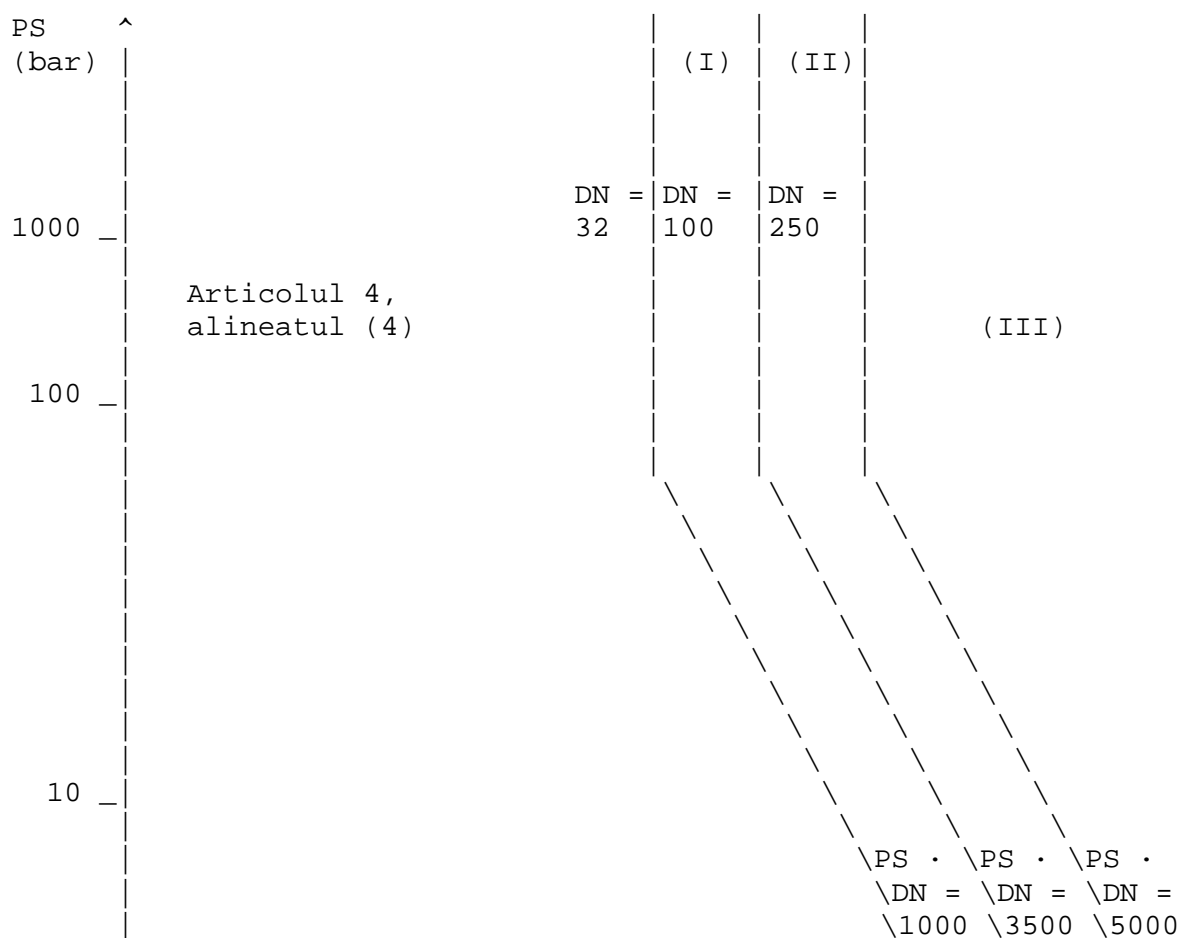 PS
(bar)
(I) (II)
DN = DN = DN =
1000 32 100 250
Articolul 4,
alineatul (4) (III)
100
10
PS · PS · PS ·
DN = DN = DN =
1000 3500 5000